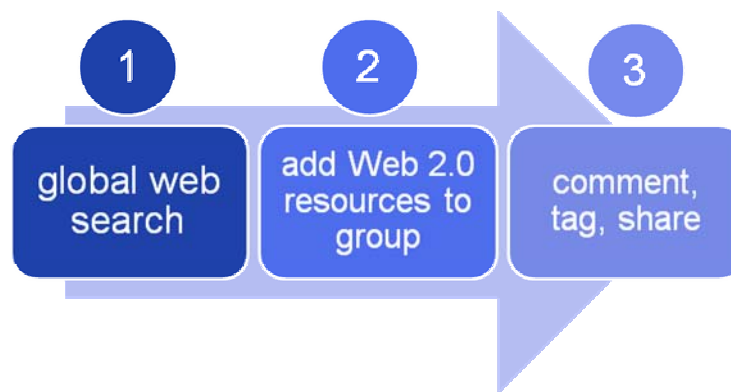 1
global web
search
2
add Web 2.0
resources to
group
3
comment,
tag, share